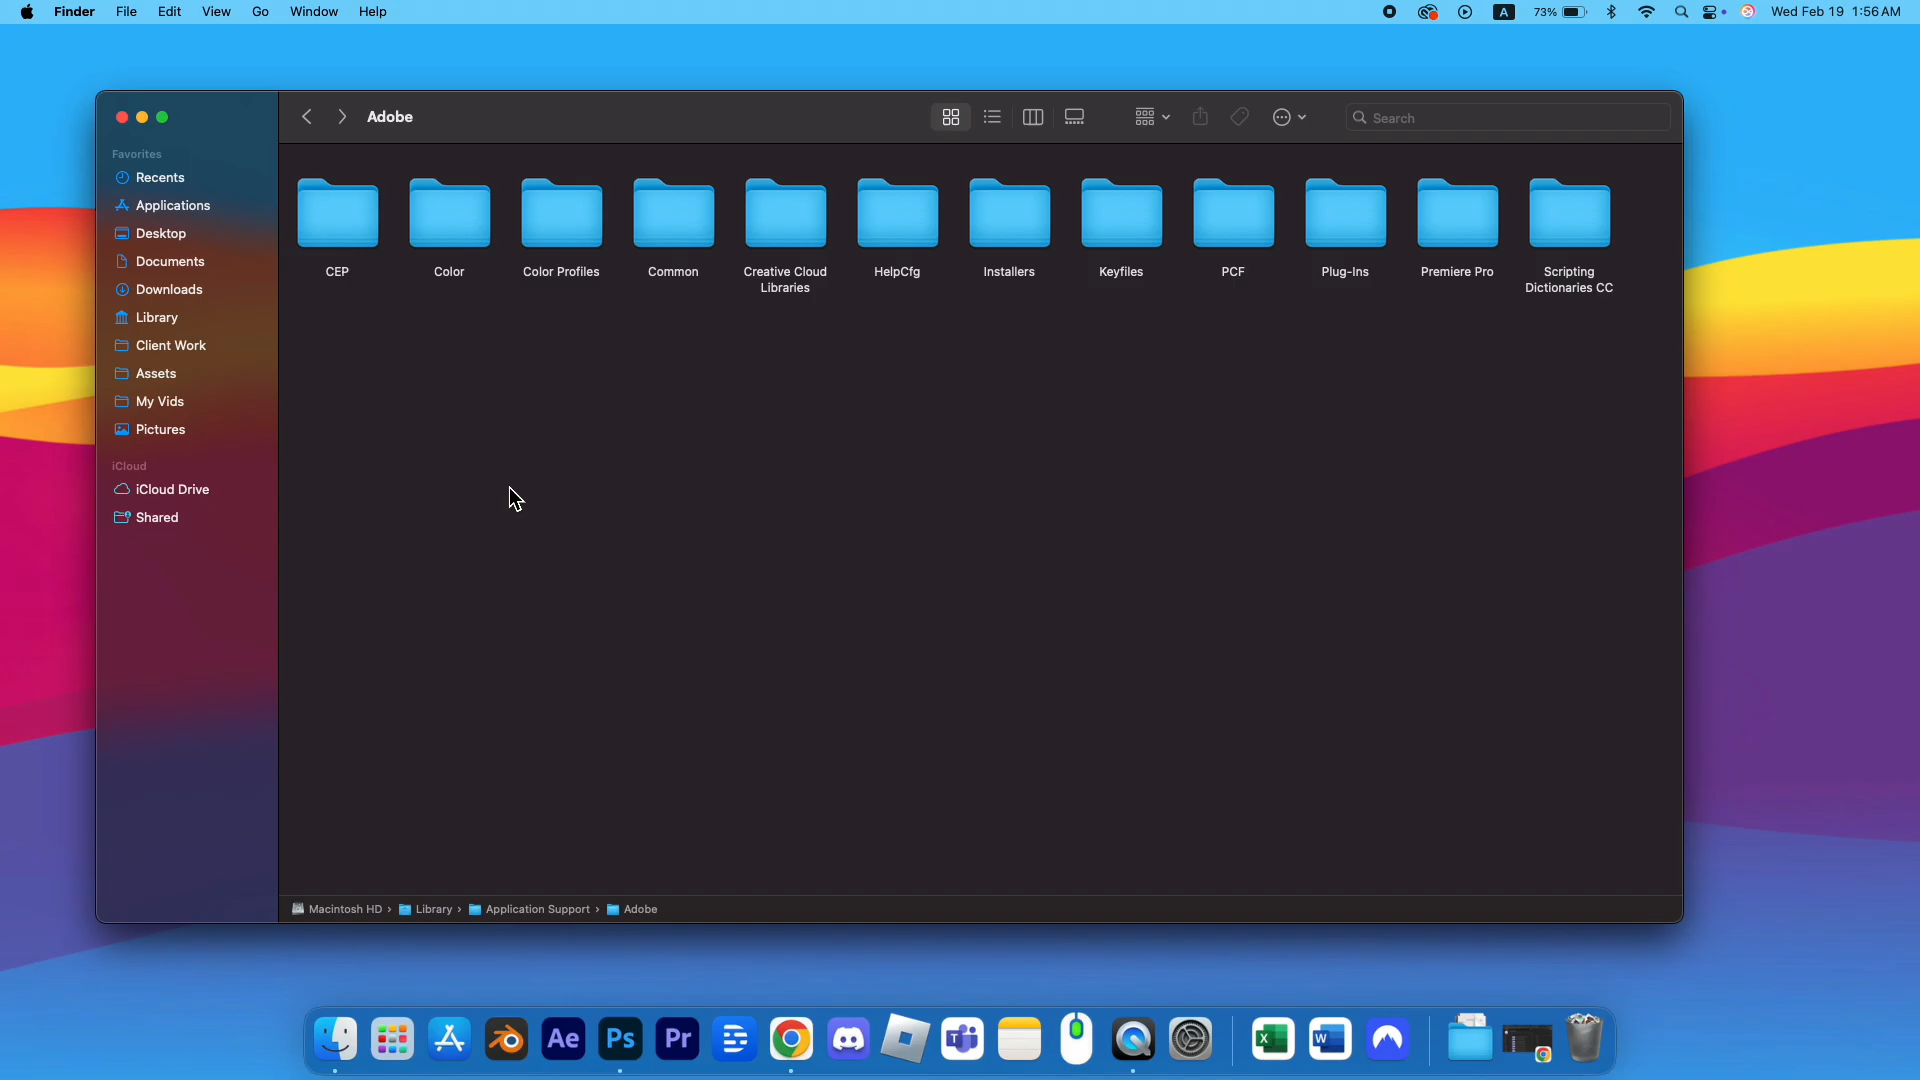 Finder File Edit View Go Window Help A 73% Wed Feb 19 1:56 AM
Adobe Search
Favorites
Recents
Applications
Desktop
Documents
Downloads
Library
Client Work
Assets
My Vids
Pictures
iCloud
iCloud Drive
Shared
CEP Color Color Profiles Common Creative Cloud HelpCfg Installers Keyfiles PCF Plug-Ins Premiere Pro Scripting
Libraries Dictionaries CC
Macintosh HD › Library › Application Support › Adobe
Ae Ps Pr T X W